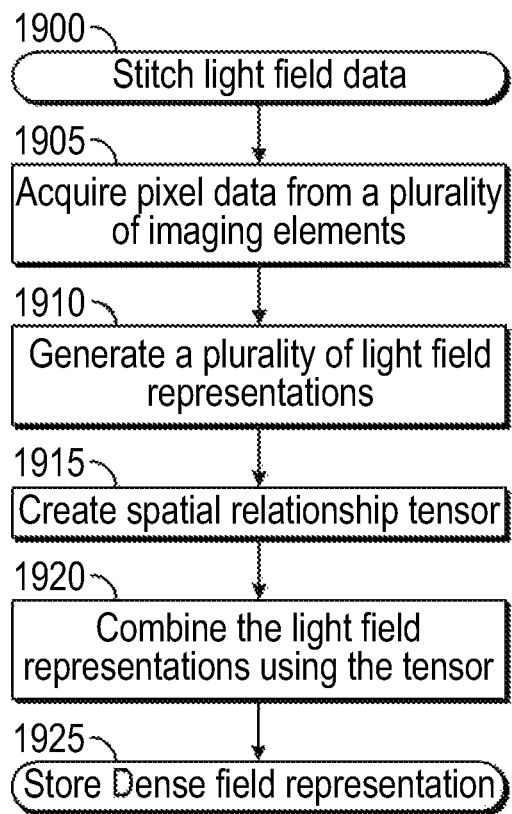 1900
Stitch light field data
1905
Acquire pixel data from a plurality
of imaging elements
1910
Generate a plurality of light field
representations
1915
Create spatial relationship tensor
1920
Combine the light field
representations using the tensor
1925
Store Dense field representation